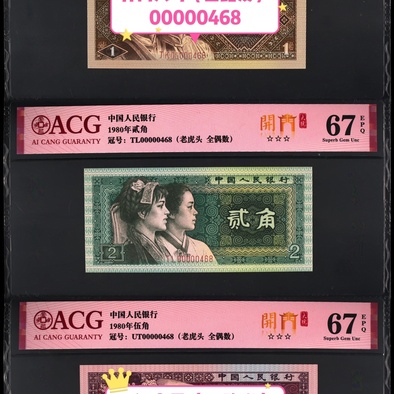 00000468
1
00000468
1
ACG
AI CANG GUARANTY
中国人民银行
1980年贰角
冠号：TL00000468（老虎头 全偶数）
開門
☆☆☆
67 EPQ
Superb Gem Unc
中国人民银行
贰角
2
TL00000468
2
ACG
AI CANG GUARANTY
中国人民银行
1980年伍角
冠号：UT00000468（老虎头 全偶数）
開門
☆☆☆
67 EPQ
Superb Gem Unc
中国人民银行